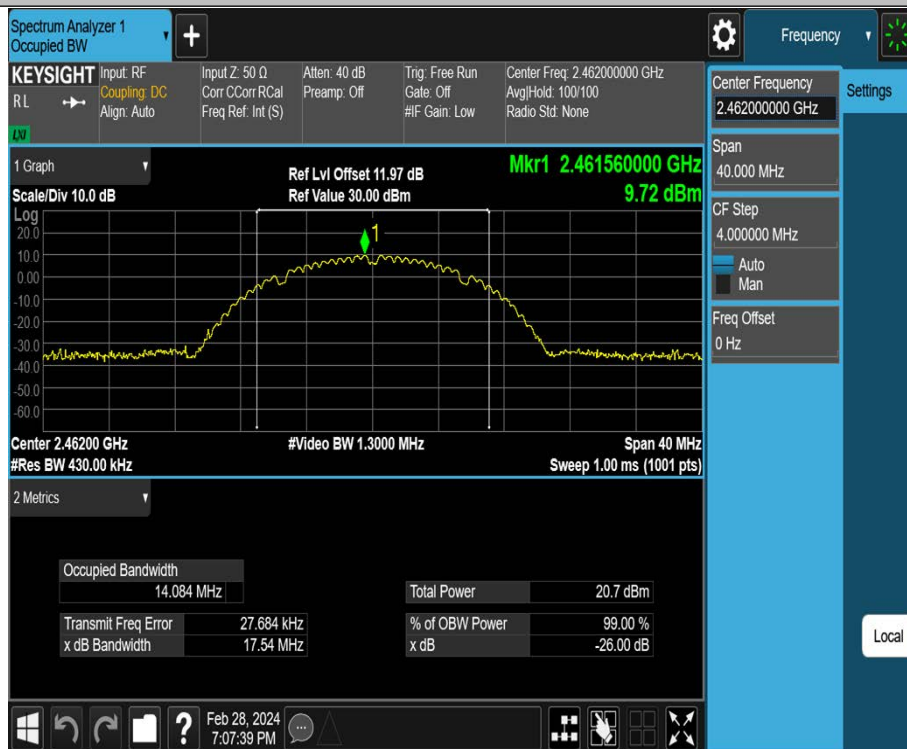 Spectrum Analyzer 1
Occupied BW
+
Frequency
KEYSIGHT
RL
LXI
Input: RF
Coupling: DC
Align: Auto
Input Z: 50 Ω
Corr CCorr RCal
Freq Ref: Int (S)
Atten: 40 dB
Preamp: Off
Trig: Free Run
Gate: Off
#IF Gain: Low
Center Freq: 2.462000000 GHz
Avg|Hold: 100/100
Radio Std: None
Center Frequency
2.462000000 GHz
Settings
Span
40.000 MHz
CF Step
4.000000 MHz
Auto
Man
Freq Offset
0 Hz
Local
1 Graph
Scale/Div 10.0 dB
Ref Lvl Offset 11.97 dB
Ref Value 30.00 dBm
Mkr1 2.461560000 GHz
9.72 dBm
Log
20.0
10.0
0.00
-10.0
-20.0
-30.0
-40.0
-50.0
-60.0
1
Center 2.46200 GHz
#Res BW 430.00 kHz
#Video BW 1.3000 MHz
Span 40 MHz
Sweep 1.00 ms (1001 pts)
2 Metrics
Occupied Bandwidth
14.084 MHz
Transmit Freq Error 27.684 kHz
x dB Bandwidth 17.54 MHz
Total Power 20.7 dBm
% of OBW Power 99.00 %
x dB -26.00 dB
?
Feb 28, 2024
7:07:39 PM